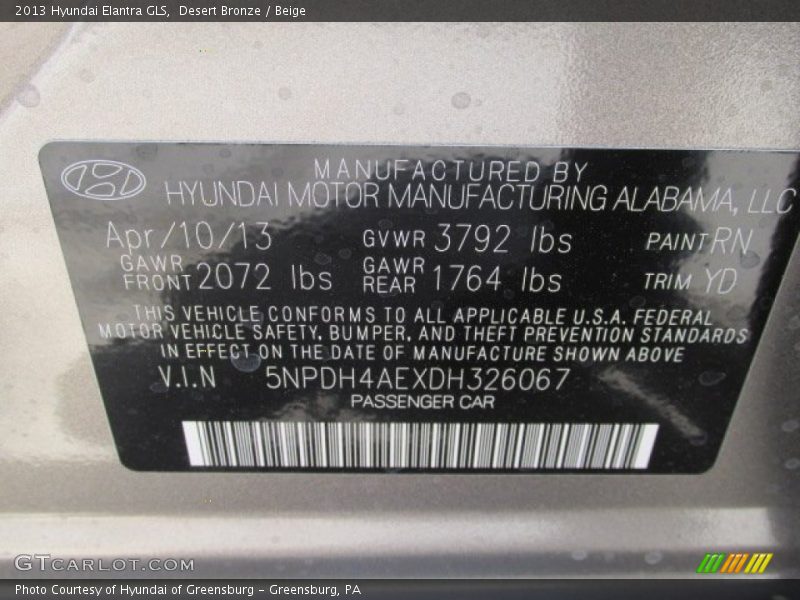 2013 Hyundai Elantra GLS, Desert Bronze / Beige
MANUFACTURED BY
HYUNDAI MOTOR MANUFACTURING ALABAMA, LLC
Apr/10/13 GVWR 3792 lbs PAINT RN
GAWR FRONT 2072 lbs GAWR REAR 1764 lbs TRIM YD
THIS VEHICLE CONFORMS TO ALL APPLICABLE U.S.A. FEDERAL
MOTOR VEHICLE SAFETY, BUMPER, AND THEFT PREVENTION STANDARDS
IN EFFECT ON THE DATE OF MANUFACTURE SHOWN ABOVE
V.I.N 5NPDH4AEXDH326067
PASSENGER CAR
GTCARLOT.COM
Photo Courtesy of Hyundai of Greensburg - Greensburg, PA